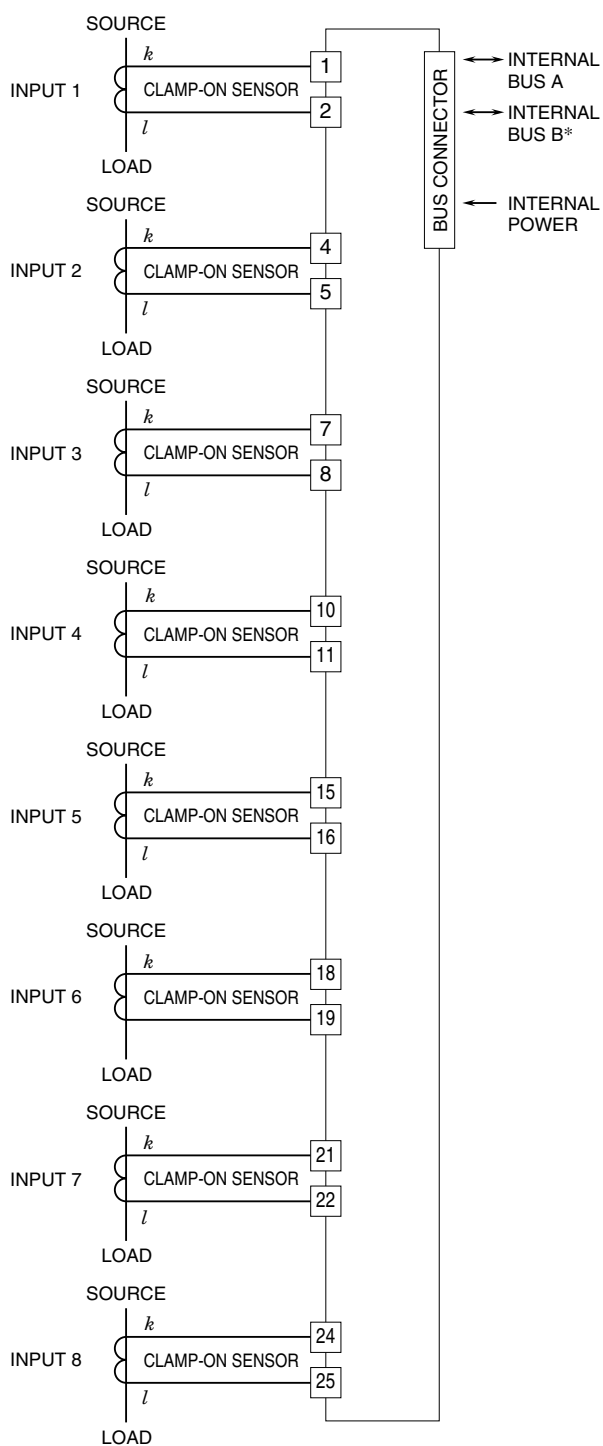 SOURCE
k
INPUT 1
CLAMP-ON SENSOR
1
2
l
LOAD
BUS CONNECTOR
INTERNAL
BUS A
INTERNAL
BUS B*
INTERNAL
POWER
SOURCE
k
INPUT 2
CLAMP-ON SENSOR
4
5
l
LOAD
SOURCE
k
INPUT 3
CLAMP-ON SENSOR
7
8
l
LOAD
SOURCE
k
INPUT 4
CLAMP-ON SENSOR
10
11
l
LOAD
SOURCE
k
INPUT 5
CLAMP-ON SENSOR
15
16
l
LOAD
SOURCE
k
INPUT 6
CLAMP-ON SENSOR
18
19
LOAD
SOURCE
k
INPUT 7
CLAMP-ON SENSOR
21
22
l
LOAD
SOURCE
k
INPUT 8
CLAMP-ON SENSOR
24
25
l
LOAD